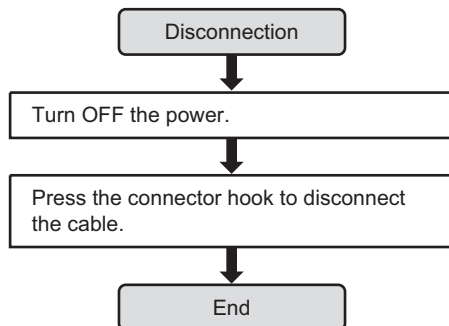 Disconnection
Turn OFF the power.
Press the connector hook to disconnect
the cable.
End